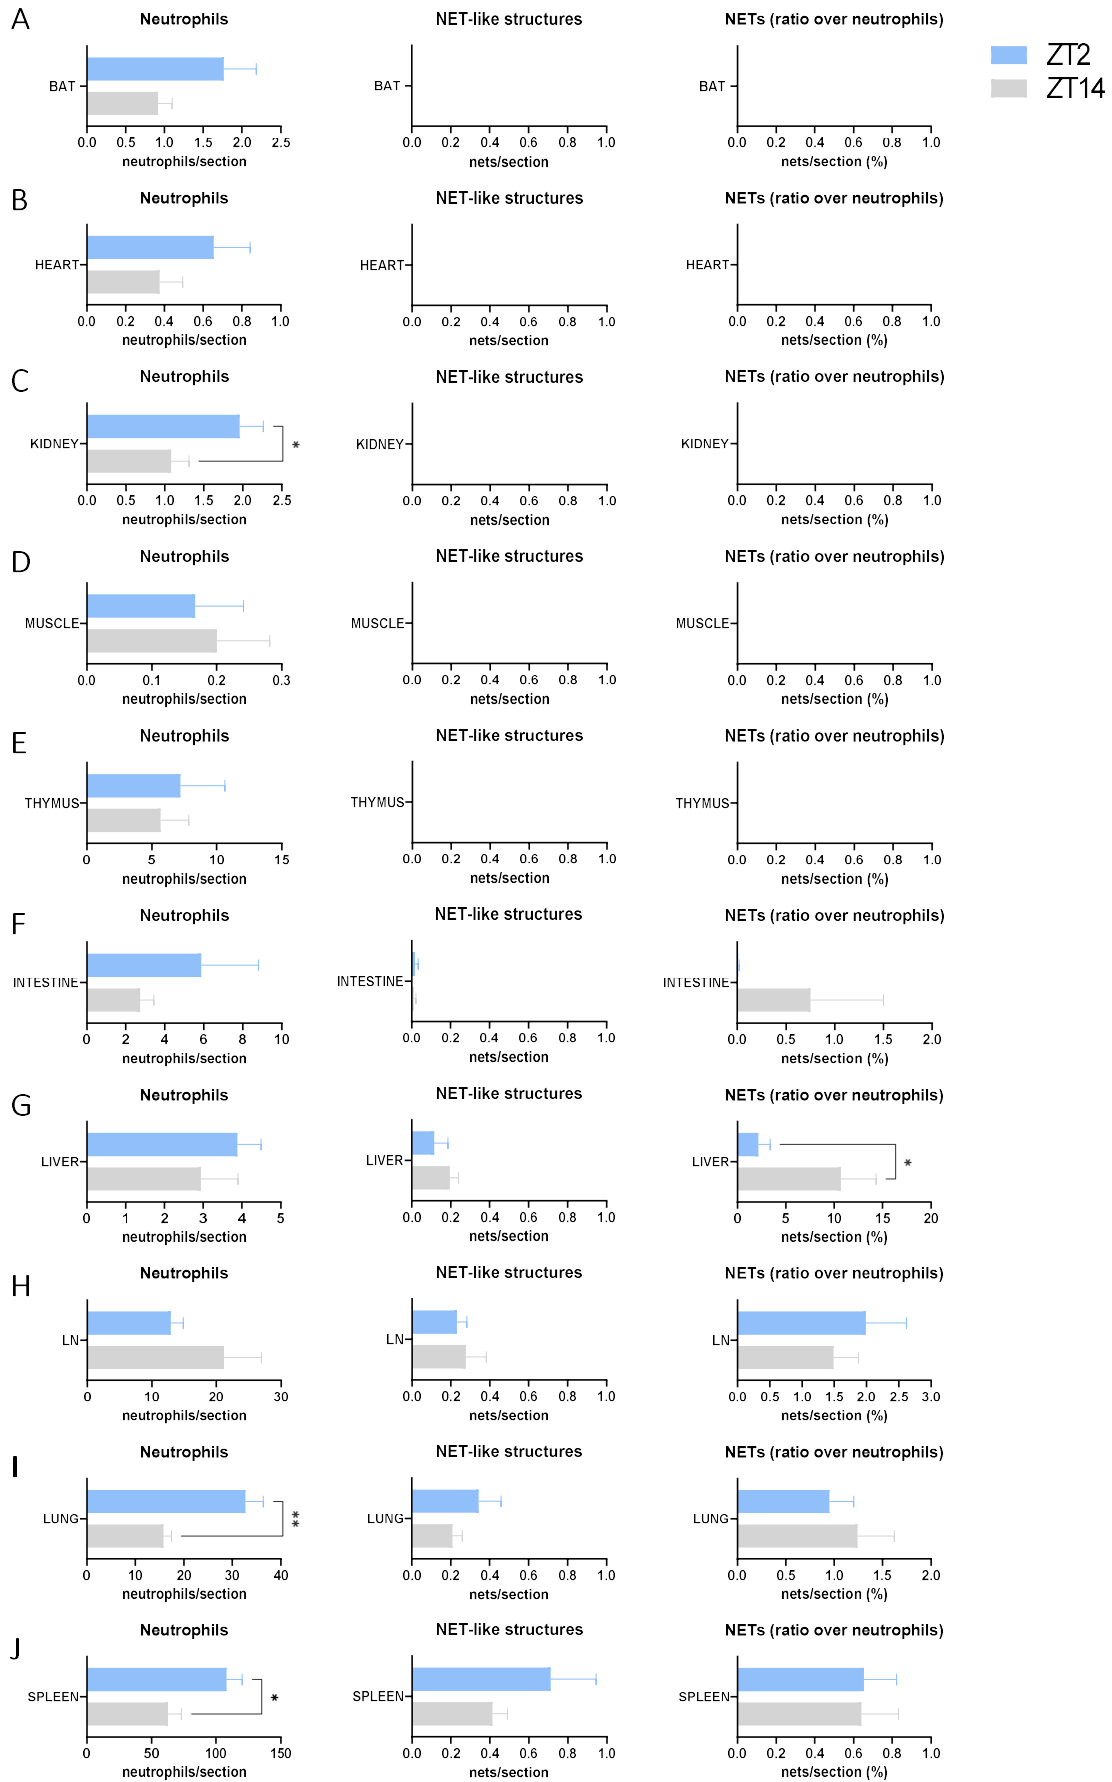 A
Neutrophils
NET-like structures
NETs (ratio over neutrophils)
ZT2
ZT14
BAT
BAT
BAT
0.0 0.5 1.0 1.5 2.0 2.5
0.0 0.2 0.4 0.6 0.8 1.0
0.0 0.2 0.4 0.6 0.8 1.0
neutrophils/section
nets/section
nets/section (%)
B
Neutrophils
NET-like structures
NETs (ratio over neutrophils)
HEART
HEART
HEART
0.0 0.2 0.4 0.6 0.8 1.0
0.0 0.2 0.4 0.6 0.8 1.0
0.0 0.2 0.4 0.6 0.8 1.0
neutrophils/section
nets/section
nets/section (%)
C
Neutrophils
NET-like structures
NETs (ratio over neutrophils)
KIDNEY
*
KIDNEY
KIDNEY
0.0 0.5 1.0 1.5 2.0 2.5
0.0 0.2 0.4 0.6 0.8 1.0
0.0 0.2 0.4 0.6 0.8 1.0
neutrophils/section
nets/section
nets/section (%)
D
Neutrophils
NET-like structures
NETs (ratio over neutrophils)
MUSCLE
MUSCLE
MUSCLE
0.0 0.1 0.2 0.3
0.0 0.2 0.4 0.6 0.8 1.0
0.0 0.2 0.4 0.6 0.8 1.0
neutrophils/section
nets/section
nets/section (%)
E
Neutrophils
NET-like structures
NETs (ratio over neutrophils)
THYMUS
THYMUS
THYMUS
0 5 10 15
0.0 0.2 0.4 0.6 0.8 1.0
0.0 0.2 0.4 0.6 0.8 1.0
neutrophils/section
nets/section
nets/section (%)
F
Neutrophils
NET-like structures
NETs (ratio over neutrophils)
INTESTINE
INTESTINE
INTESTINE
0 2 4 6 8 10
0.0 0.2 0.4 0.6 0.8 1.0
0.0 0.5 1.0 1.5 2.0
neutrophils/section
nets/section
nets/section (%)
G
Neutrophils
NET-like structures
NETs (ratio over neutrophils)
LIVER
LIVER
LIVER
*
0 1 2 3 4 5
0.0 0.2 0.4 0.6 0.8 1.0
0 5 10 15 20
neutrophils/section
nets/section
nets/section (%)
H
Neutrophils
NET-like structures
NETs (ratio over neutrophils)
LN
LN
LN
0 10 20 30
0.0 0.2 0.4 0.6 0.8 1.0
0.0 0.5 1.0 1.5 2.0 2.5 3.0
neutrophils/section
nets/section
nets/section (%)
I
Neutrophils
NET-like structures
NETs (ratio over neutrophils)
LUNG
**
LUNG
LUNG
0 10 20 30 40
0.0 0.2 0.4 0.6 0.8 1.0
0.0 0.5 1.0 1.5 2.0
neutrophils/section
nets/section
nets/section (%)
J
Neutrophils
NET-like structures
NETs (ratio over neutrophils)
SPLEEN
*
SPLEEN
SPLEEN
0 50 100 150
0.0 0.2 0.4 0.6 0.8 1.0
0.0 0.2 0.4 0.6 0.8 1.0
neutrophils/section
nets/section
nets/section (%)